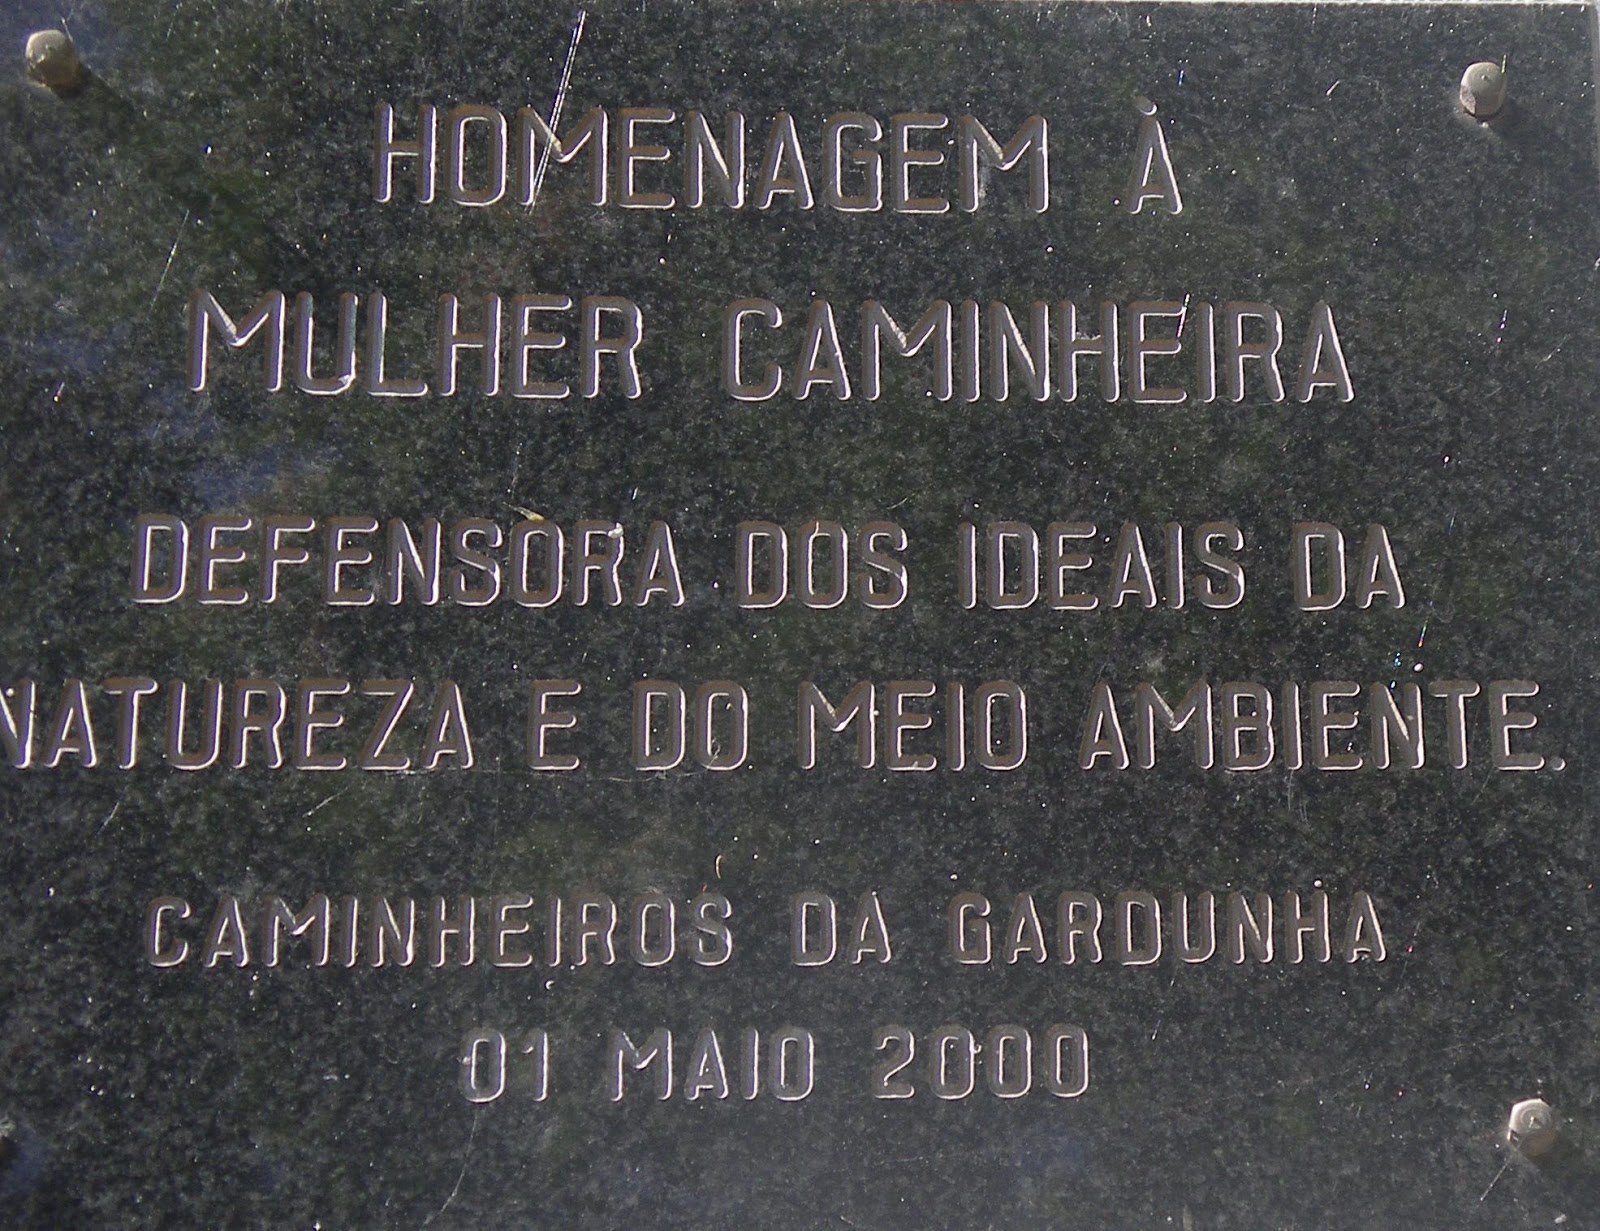 HOMENAGEM À
MULHER CAMINHEIRA
DEFENSORA DOS IDEAIS DA
NATUREZA E DO MEIO AMBIENTE.
CAMINHEIROS DA GARDUNHA
01 MAIO 2000